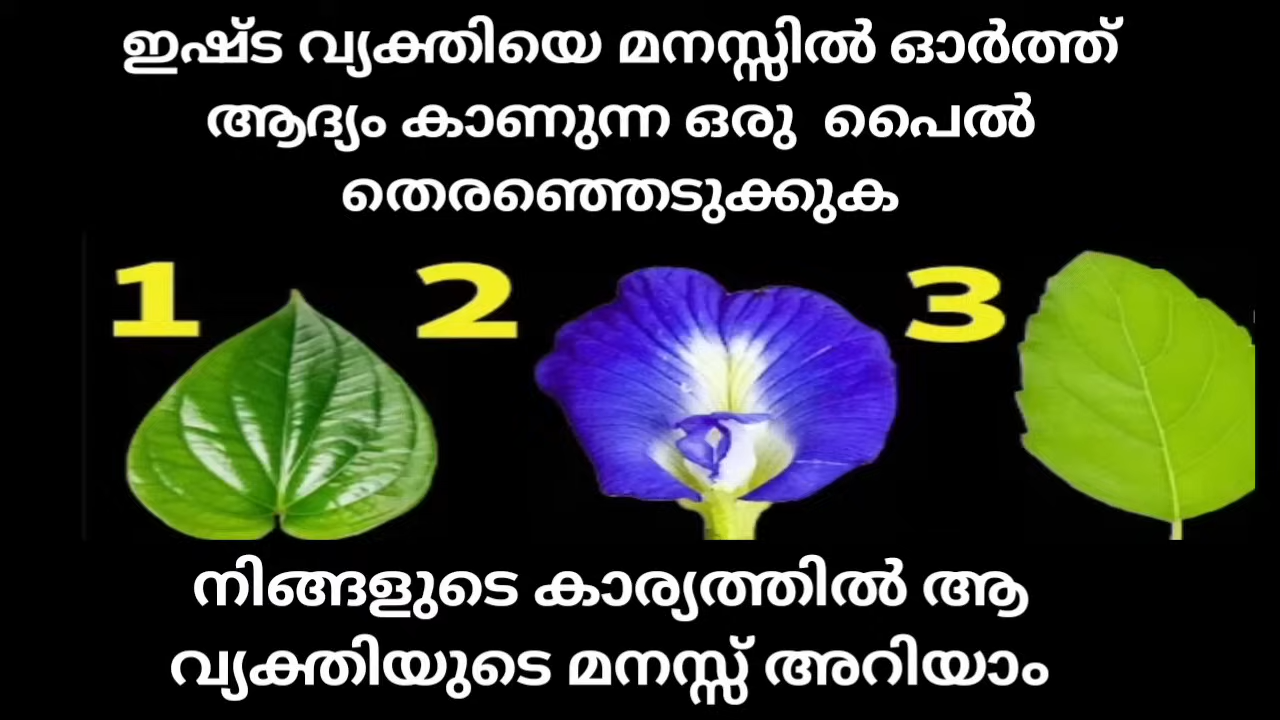 ഇഷ്ട വ്യക്തിയെ മനസ്സിൽ ഓർത്ത്
ആദ്യം കാണുന്ന ഒരു പൈൽ
തെരഞ്ഞെടുക്കുക
1 2 3
നിങ്ങളുടെ കാര്യത്തിൽ ആ
വ്യക്തിയുടെ മനസ്സ് അറിയാം